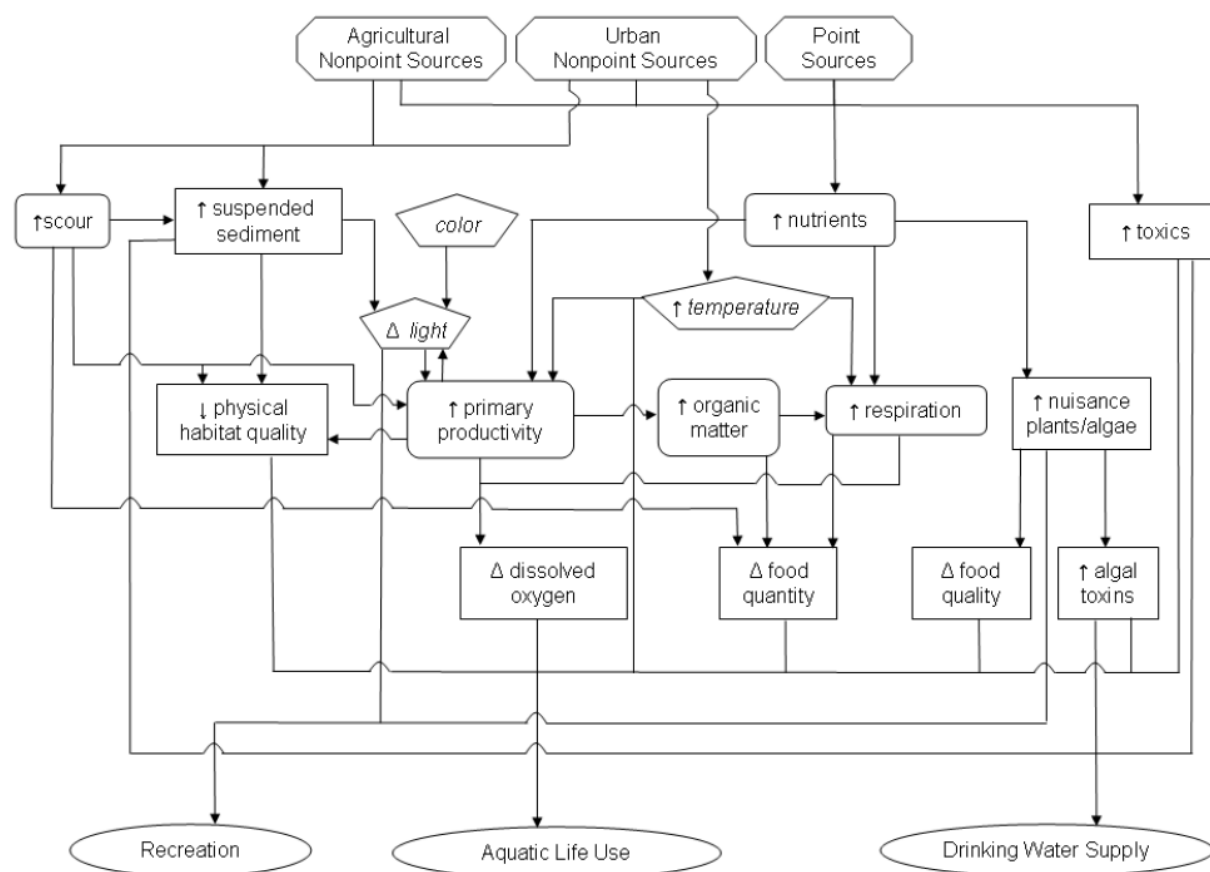 Agricultural
Nonpoint Sources
Urban
Nonpoint Sources
Point
Sources
↑scour
↑ suspended
sediment
color
↑ nutrients
↑ toxics
Δ light
↑ temperature
↓ physical
habitat quality
↑ primary
productivity
↑ organic
matter
↑ respiration
↑ nuisance
plants/algae
Δ dissolved
oxygen
Δ food
quantity
Δ food
quality
↑ algal
toxins
Recreation
Aquatic Life Use
Drinking Water Supply